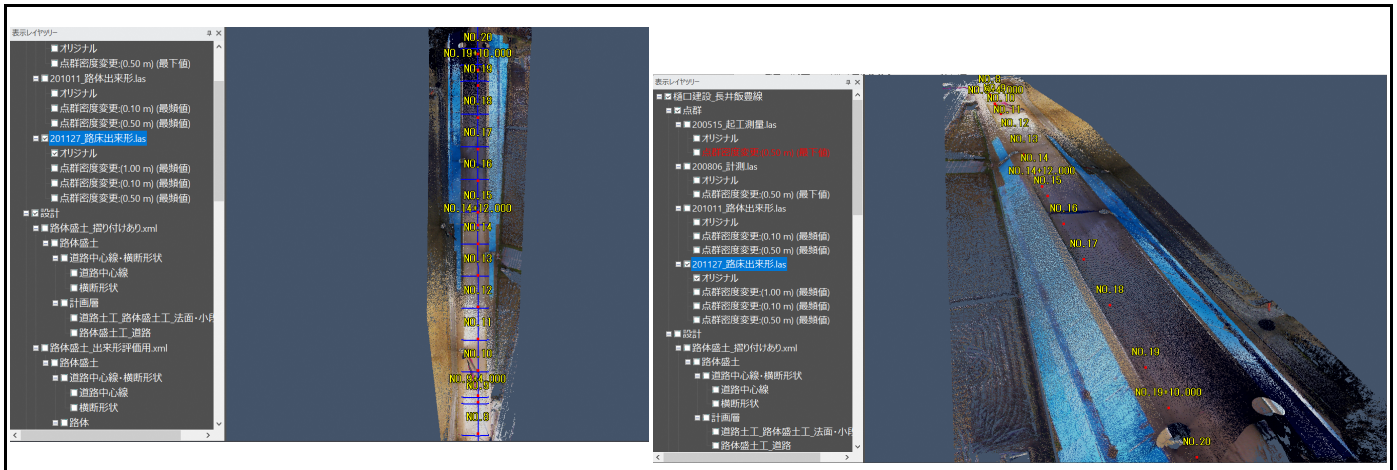 表示レイヤツリー
オリジナル
点群密度変更:(0.50 m) (最下値)
201011_路体出来形.las
オリジナル
点群密度変更:(0.10 m) (最頻値)
点群密度変更:(0.50 m) (最頻値)
201127_路床出来形.las
オリジナル
点群密度変更:(1.00 m) (最頻値)
点群密度変更:(0.10 m) (最頻値)
点群密度変更:(0.50 m) (最頻値)
設計
路体盛土_摺り付けあり.xml
路体盛土
道路中心線・横断形状
道路中心線
横断形状
計画層
道路土工_路体盛土工_法面・小段
路体盛土工_道路
路体盛土_出来形評価用.xml
路体盛土
道路中心線・横断形状
道路中心線
横断形状
路体
NO.20
NO.19+10.000
NO.19
NO.18
NO.17
NO.16
NO.15
NO.14+12.000
NO.14
NO.13
NO.12
NO.11
NO.10
NO.9+4.000
NO.9
NO.8
表示レイヤツリー
樋口建設_長井飯豊線
点群
200515_起工測量.las
オリジナル
200806_計測.las
オリジナル
点群密度変更:(0.50 m) (最下値)
201011_路体出来形.las
オリジナル
点群密度変更:(0.10 m) (最頻値)
点群密度変更:(0.50 m) (最頻値)
201127_路床出来形.las
オリジナル
点群密度変更:(1.00 m) (最頻値)
点群密度変更:(0.10 m) (最頻値)
点群密度変更:(0.50 m) (最頻値)
設計
路体盛土_摺り付けあり.xml
路体盛土
道路中心線・横断形状
道路中心線
横断形状
計画層
道路土工_路体盛土工_法面・小段
路体盛土工_道路
NO.8
NO.10
NO.11
NO.12
NO.13
NO.14
NO.14+12.000
NO.15
NO.16
NO.17
NO.18
NO.19
NO.19+10.000
NO.20